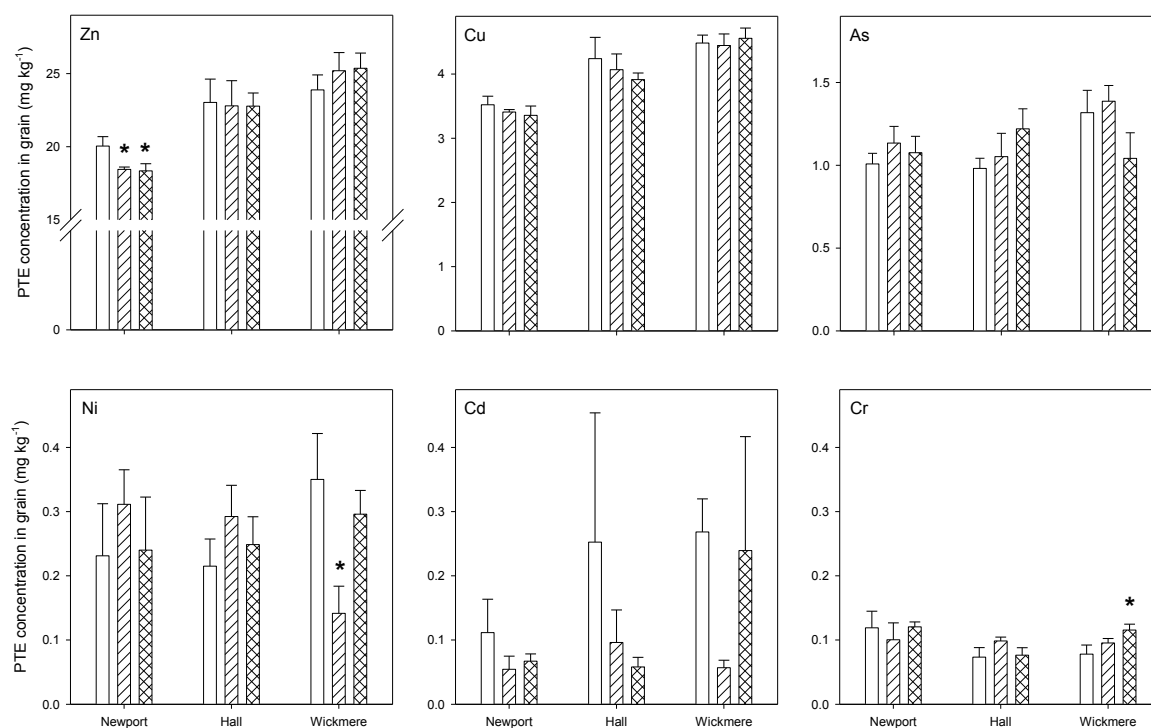 Zn
Cu
As
PTE concentration in grain (mg kg⁻¹)
25
20
15
0
* *
4
3
2
1
0
1.5
1.0
0.5
0.0
Ni
Cd
Cr
PTE concentration in grain (mg kg⁻¹)
0.4
0.3
0.2
0.1
0.0
*
0.4
0.3
0.2
0.1
0.0
0.4
0.3
0.2
0.1
0.0
*
Newport Hall Wickmere
Newport Hall Wickmere
Newport Hall Wickmere